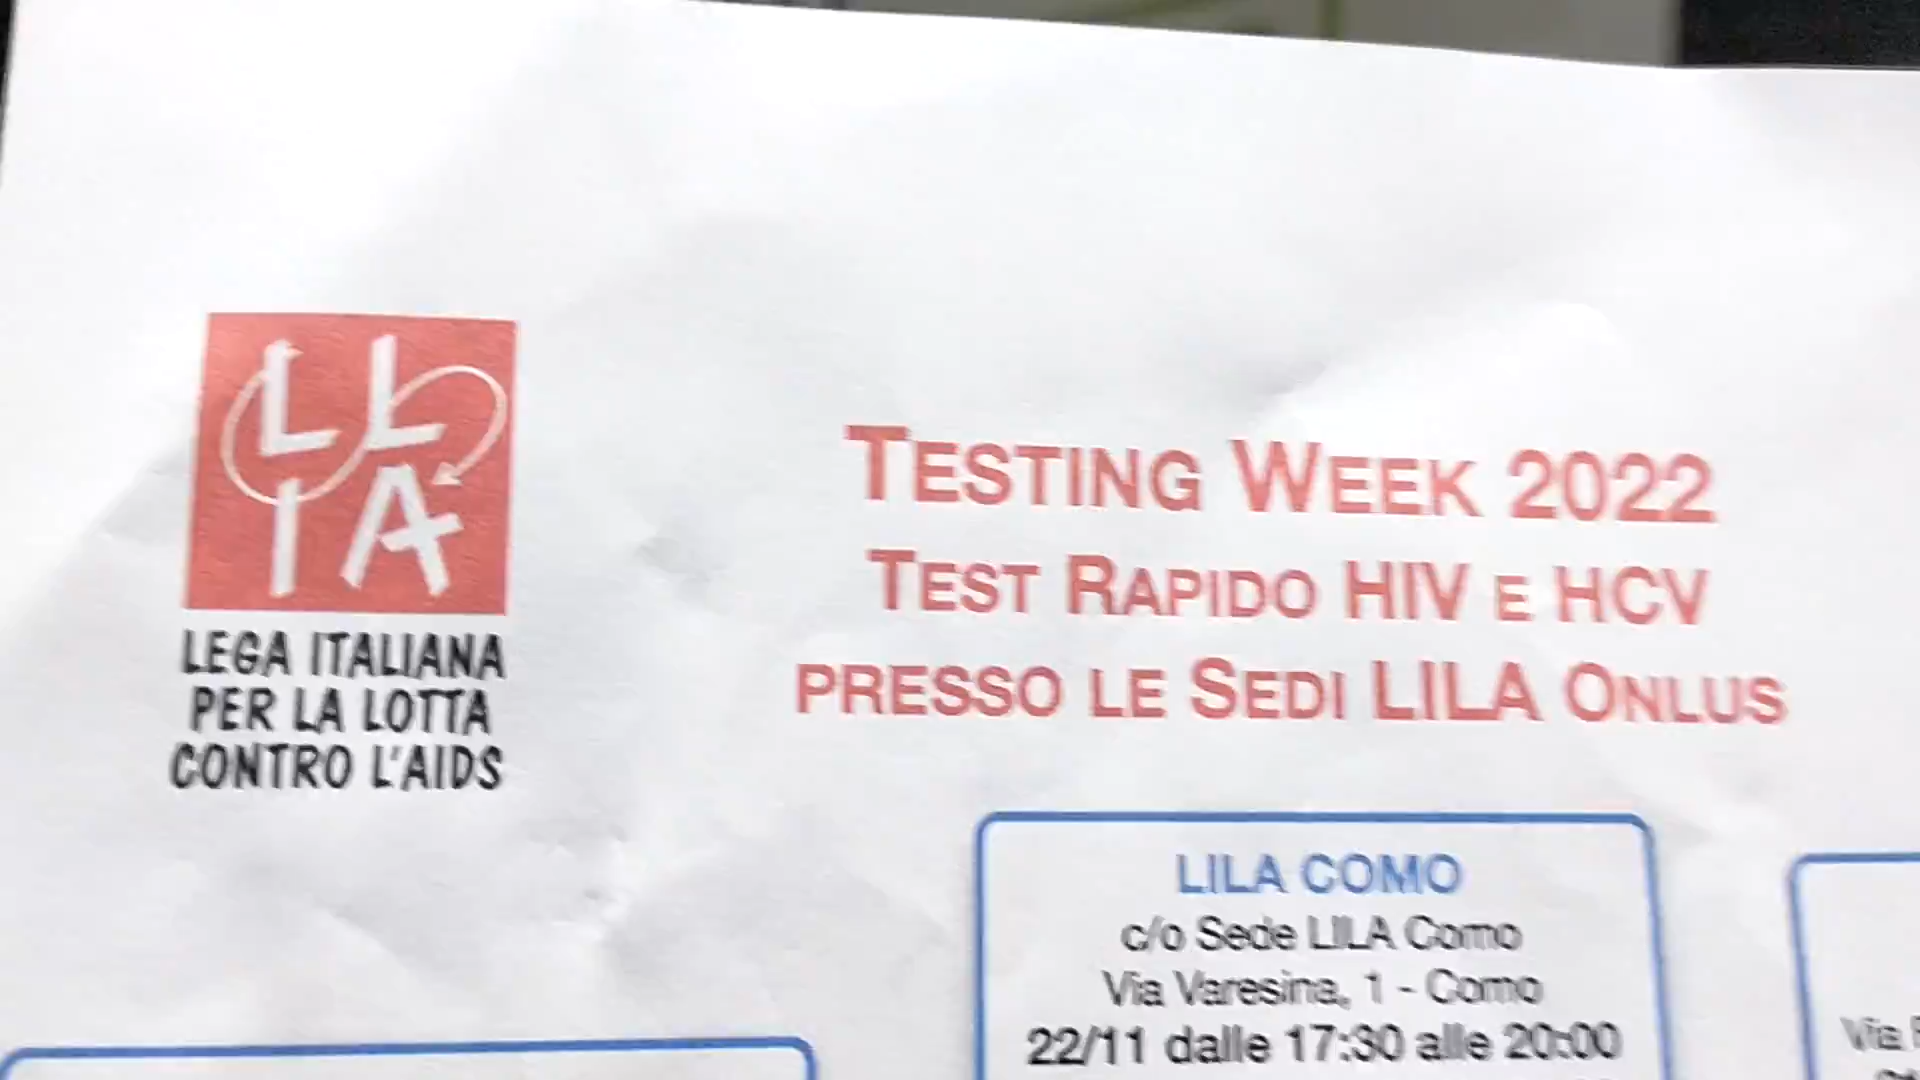 LILA
LEGA ITALIANA
PER LA LOTTA
CONTRO L'AIDS
TESTING WEEK 2022
TEST RAPIDO HIV E HCV
PRESSO LE SEDI LILA ONLUS
LILA COMO
c/o Sede LILA Como
Via Varesina, 1 - Como
22/11 dalle 17:30 alle 20:00
Via